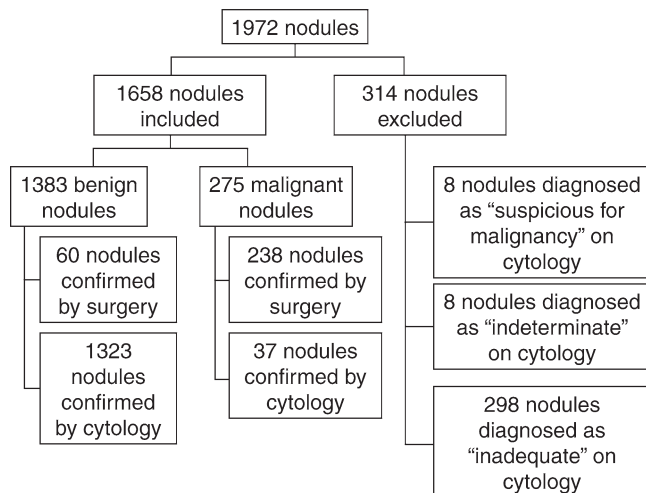 1972 nodules
1658 nodules
included
314 nodules
excluded
1383 benign
nodules
275 malignant
nodules
8 nodules diagnosed
as “suspicious for
malignancy” on
cytology
60 nodules
confirmed
by surgery
238 nodules
confirmed by
surgery
8 nodules diagnosed
as “indeterminate”
on cytology
1323
nodules
confirmed
by cytology
37 nodules
confirmed by
cytology
298 nodules
diagnosed as
“inadequate” on
cytology